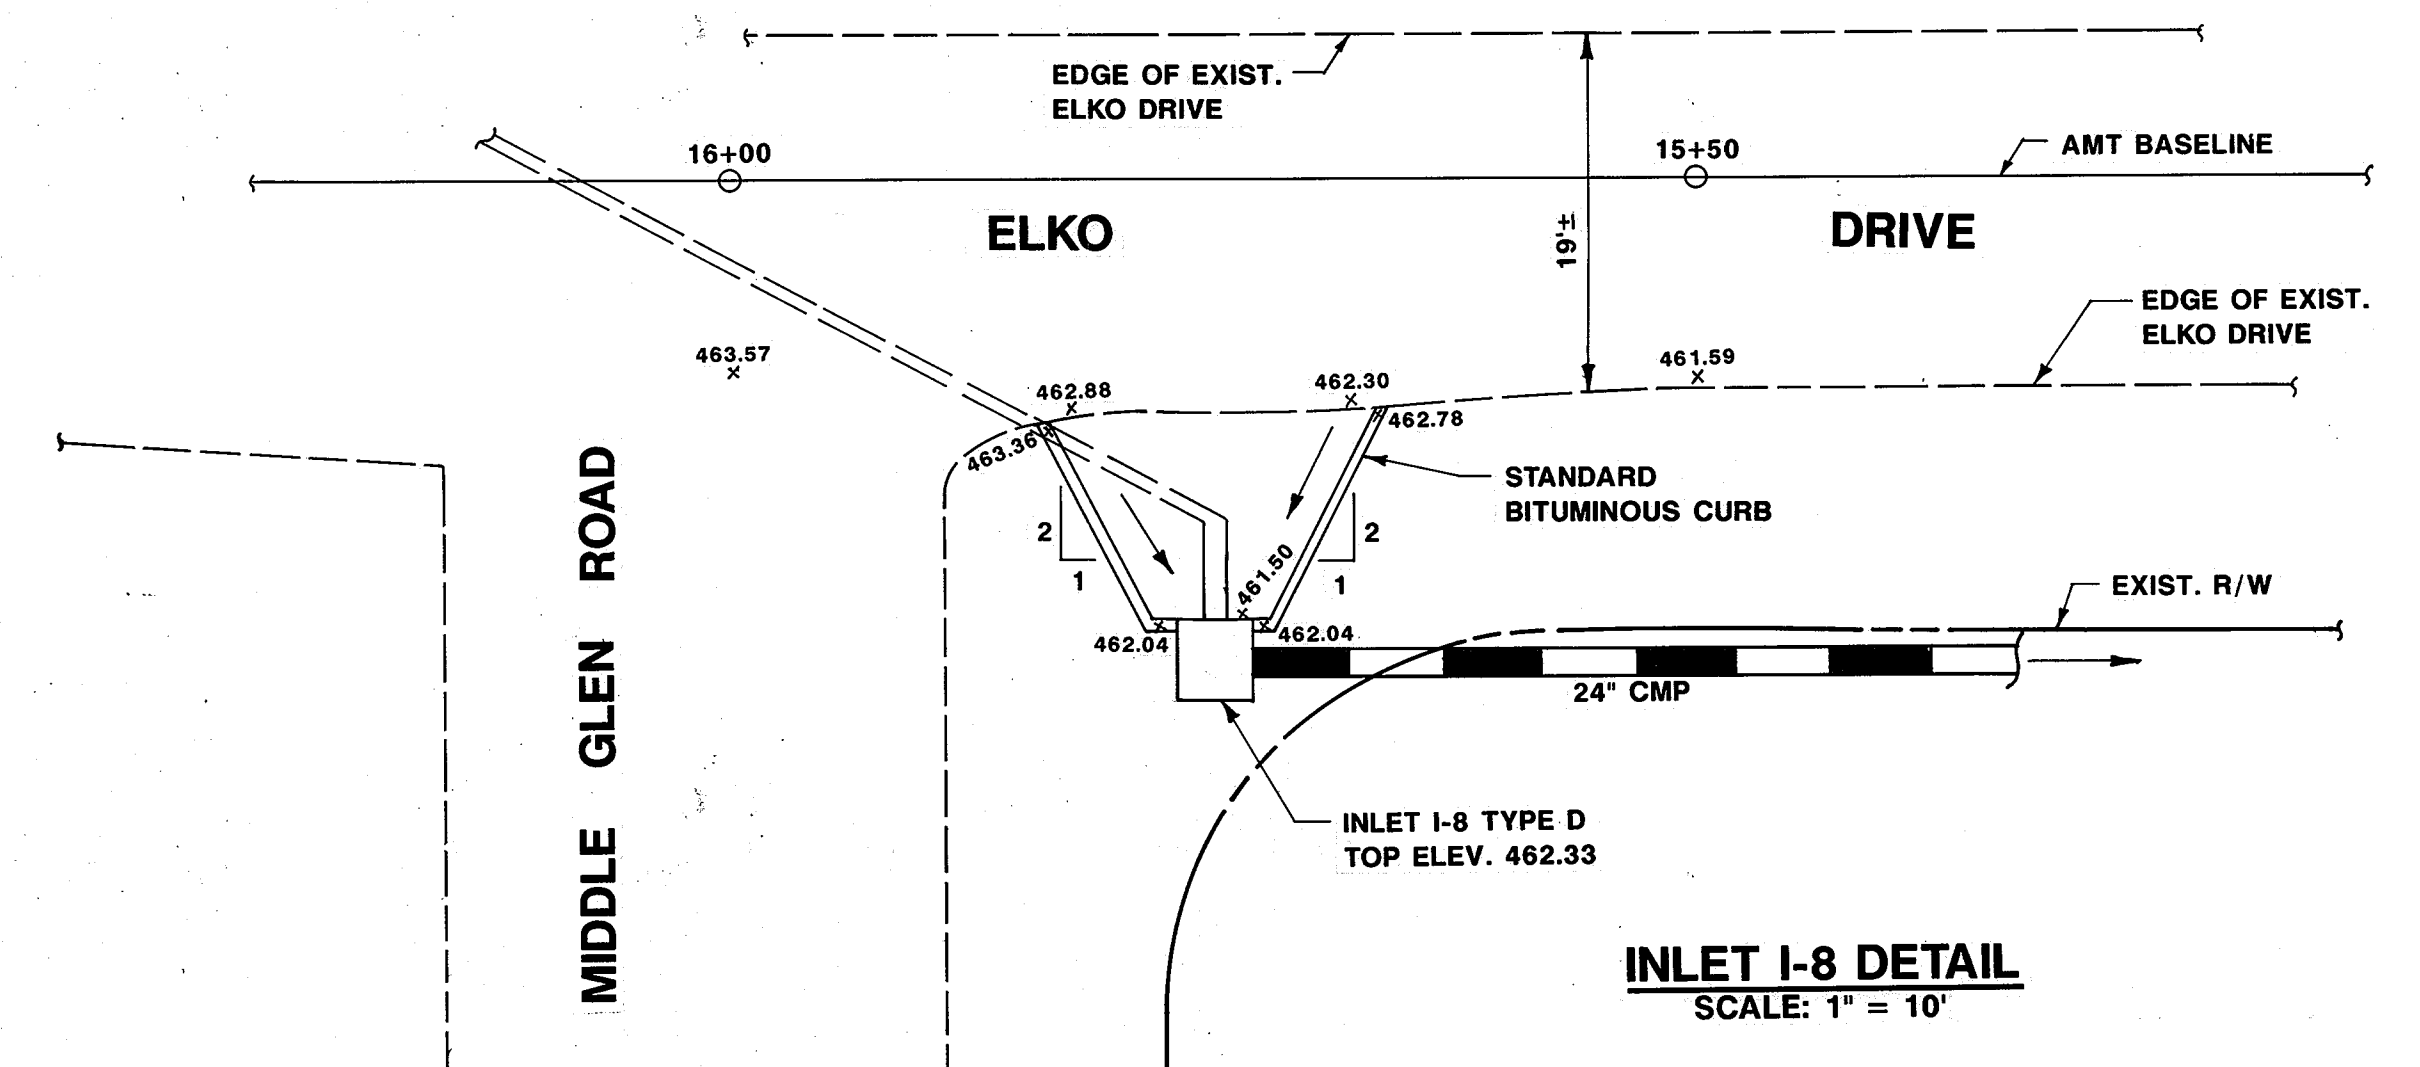 EDGE OF EXIST.
ELKO DRIVE
16+00
15+50
AMT BASELINE
ELKO DRIVE
19'±
EDGE OF EXIST.
ELKO DRIVE
463.57
462.88
462.30
461.59
463.36
462.78
STANDARD
BITUMINOUS CURB
2
1
2
1
461.50
EXIST. R/W
462.04
462.04
24" CMP
MIDDLE GLEN ROAD
INLET I-8 TYPE D
TOP ELEV. 462.33
INLET I-8 DETAIL
SCALE: 1" = 10'